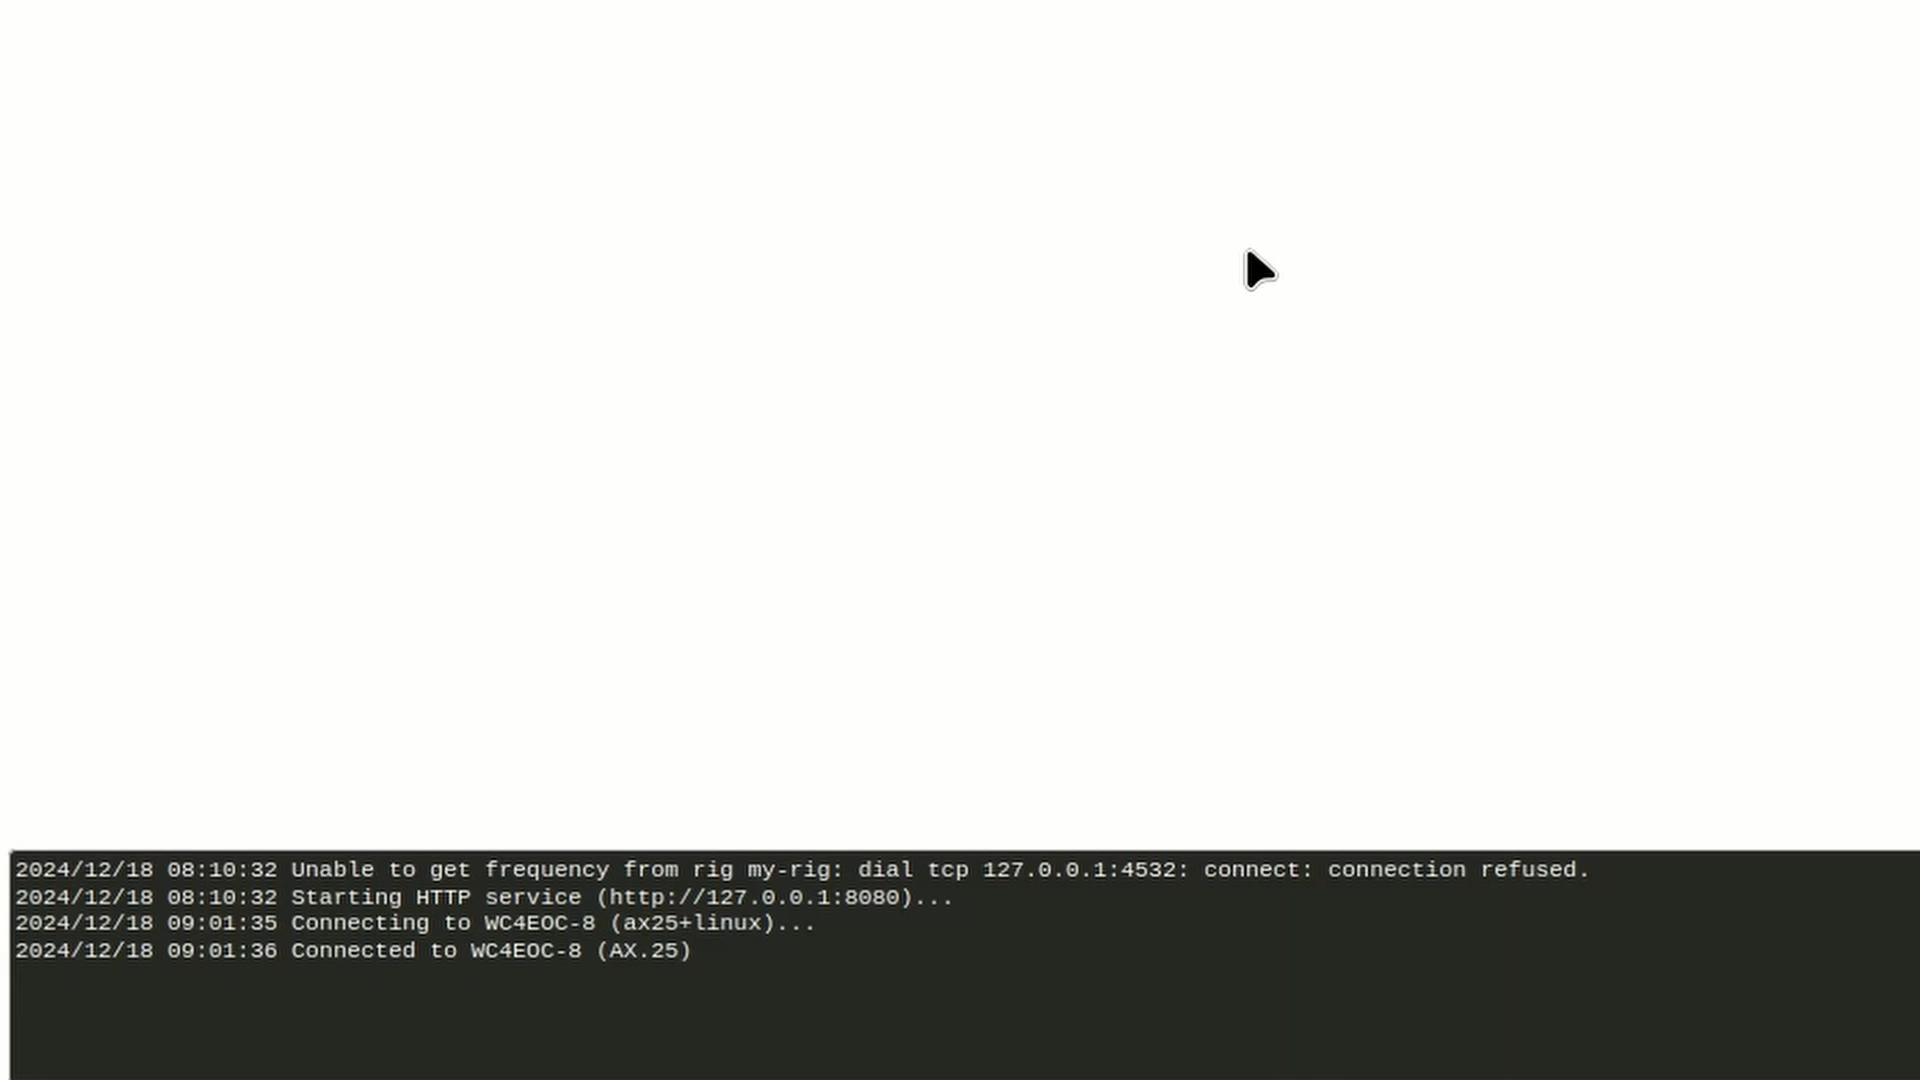 2024/12/18 08:10:32 Unable to get frequency from rig my-rig: dial tcp 127.0.0.1:4532: connect: connection refused.
2024/12/18 08:10:32 Starting HTTP service (http://127.0.0.1:8080)...
2024/12/18 09:01:35 Connecting to WC4EOC-8 (ax25+linux)...
2024/12/18 09:01:36 Connected to WC4EOC-8 (AX.25)